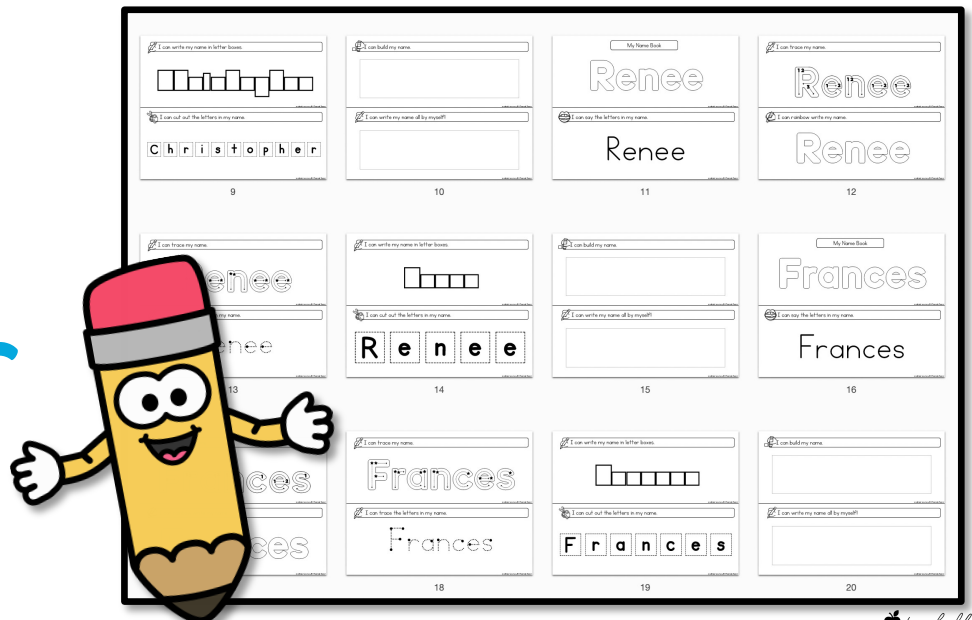 I can write my name in letter boxes.
I can cut out the letters in my name.
C h r i s t o p h e r
9
I can build my name.
I can write my name all by myself!
10
My Name Book
Renee
I can say the letters in my name.
Renee
11
I can trace my name.
Renee
I can rainbow write my name.
Renee
12
I can trace my name.
enee
my name.
enee
13
I can write my name in letter boxes.
I can cut out the letters in my name.
R e n e e
14
I can build my name.
I can write my name all by myself!
15
My Name Book
Frances
I can say the letters in my name.
Frances
16
ces
ces
I can trace my name.
Frances
I can trace the letters in my name.
Frances
18
I can write my name in letter boxes.
I can cut out the letters in my name.
F r a n c e s
19
I can build my name.
I can write my name all by myself!
20